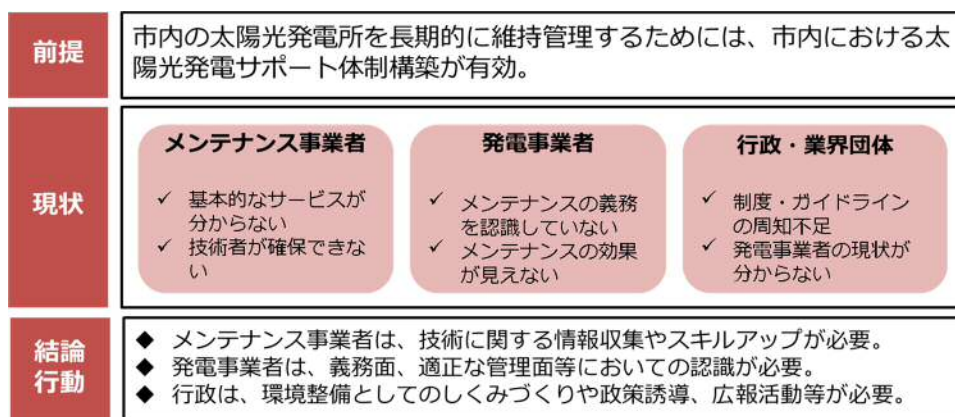 前提
市内の太陽光発電所を長期的に維持管理するためには、市内における太
陽光発電サポート体制構築が有効。
現状
メンテナンス事業者
✓ 基本的なサービスが
分からない
✓ 技術者が確保できな
い
発電事業者
✓ メンテナンスの義務
を認識していない
✓ メンテナンスの効果
が見えない
行政・業界団体
✓ 制度・ガイドライン
の周知不足
✓ 発電事業者の現状が
分からない
結論
行動
◆ メンテナンス事業者は、技術に関する情報収集やスキルアップが必要。
◆ 発電事業者は、義務面、適正な管理面等においての認識が必要。
◆ 行政は、環境整備としてのしくみづくりや政策誘導、広報活動等が必要。